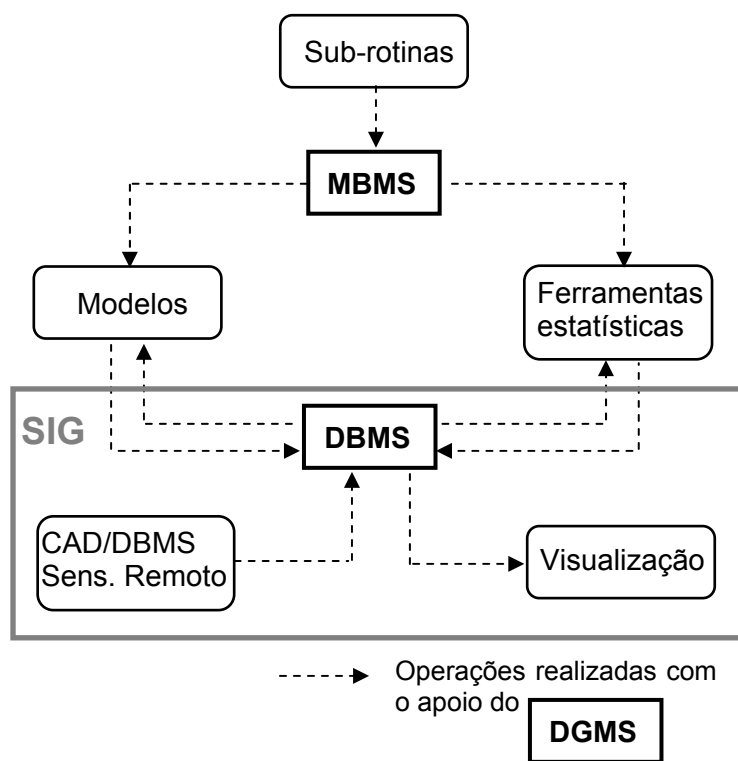 Sub-rotinas
MBMS
Modelos
Ferramentas
estatísticas
SIG
DBMS
CAD/DBMS
Sens. Remoto
Visualização
Operações realizadas com
o apoio do
DGMS